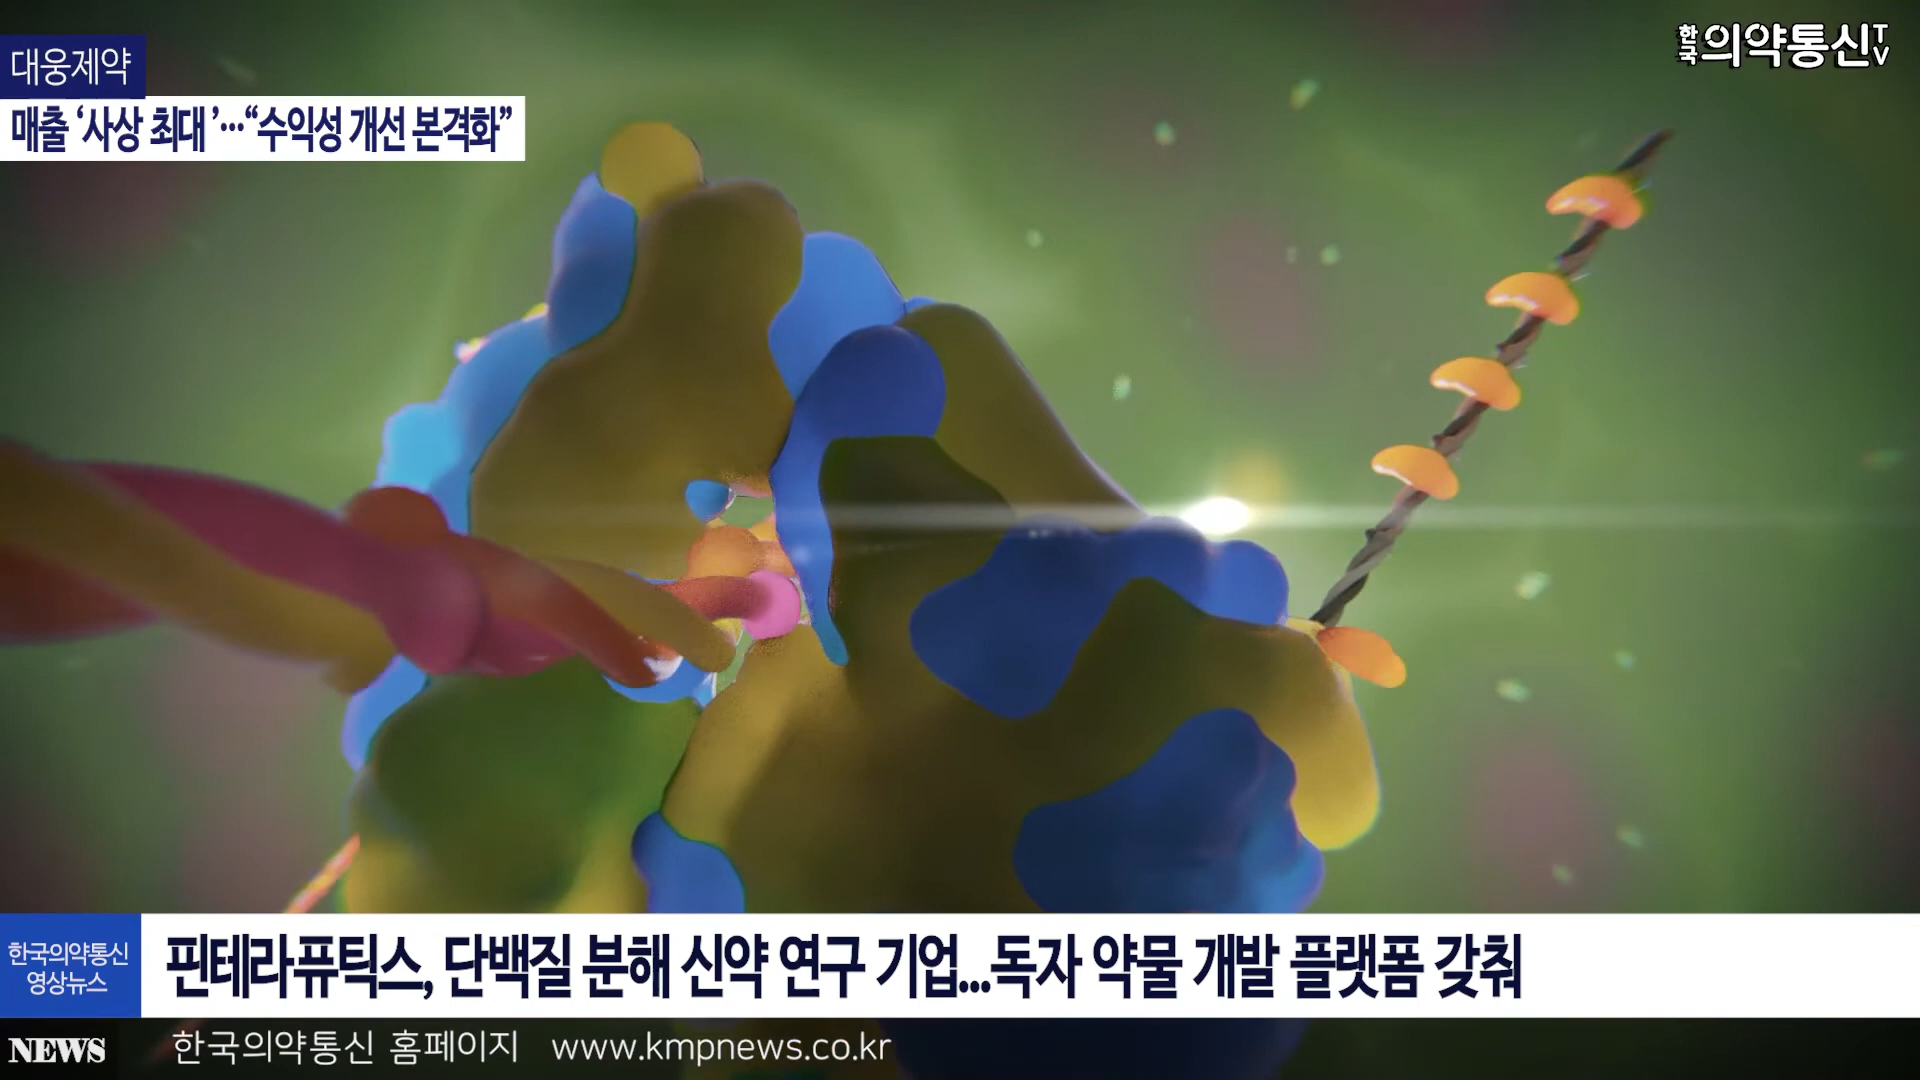 대웅제약
매출 ‘사상 최대’…“수익성 개선 본격화”
한국의약통신TV
한국의약통신
영상뉴스
핀테라퓨틱스, 단백질 분해 신약 연구 기업...독자 약물 개발 플랫폼 갖춰
NEWS
한국의약통신 홈페이지 www.kmpnews.co.kr